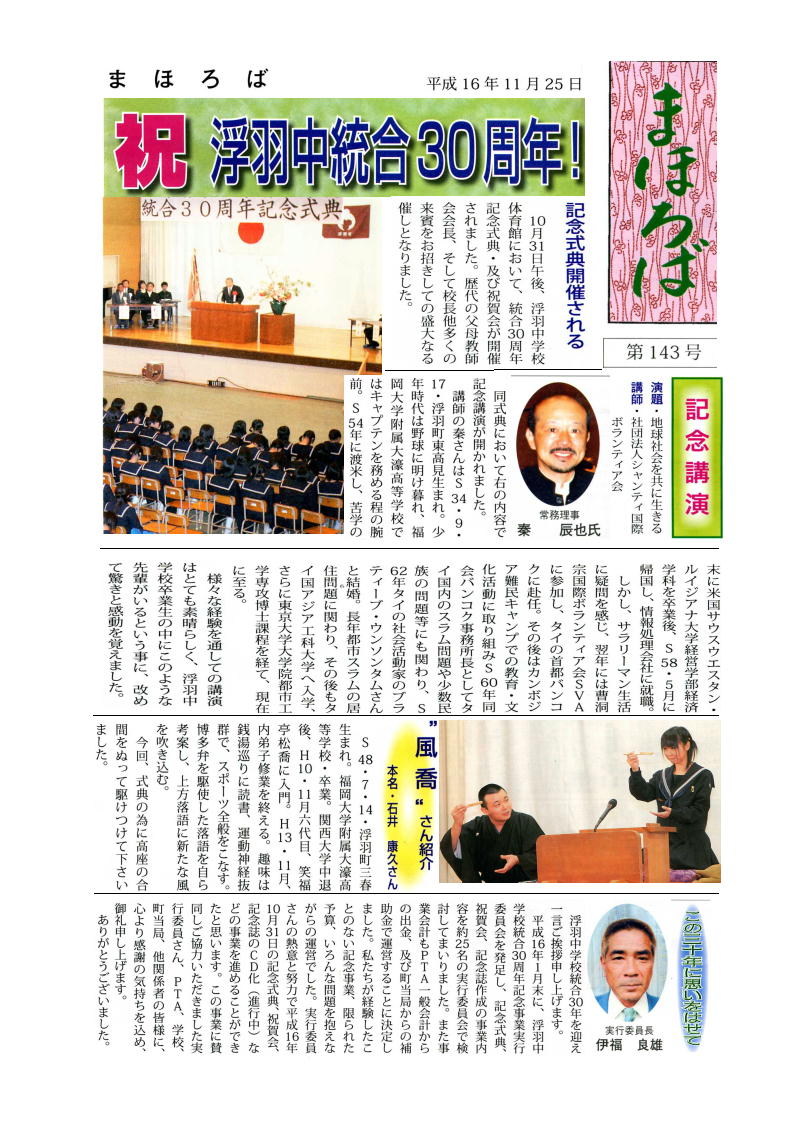 まほろば
平成16年11月25日
まほろば
第143号
祝 浮羽中統合30周年！
統合３０周年記念式典
記念式典開催される
10月31日午後、浮羽中学校
体育館において、統合30周年
記念式典・及び祝賀会が開催
されました。歴代の父母教師
会会長、そして校長他多くの
来賓をお招きしての盛大なる
催しとなりました。
記念講演
演題・地球社会を共に生きる
講師・社団法人シャンティ国際
ボランティア会
常務理事
秦　辰也氏
同式典において右の内容で
記念講演が開かれました。
講師の秦さんはＳ34・９・
17・浮羽町東高見生まれ。少
年時代は野球に明け暮れ、福
岡大学附属大濠高等学校で
はキャプテンを務める程の腕
前。Ｓ54年に渡米し、苦学の
末に米国サウスウエスタン・
ルイジアナ大学経営学部経済
学科を卒業後、Ｓ58・５月に
帰国し、情報処理会社に就職。
しかし、サラリーマン生活
に疑問を感じ、翌年には曹洞
宗国際ボランティア会ＳＶＡ
に参加し、タイの首都バンコ
クに赴任。その後はカンボジ
ア難民キャンプでの教育・文
化活動に取り組みＳ60年同
会バンコク事務所長としてタ
イ国内のスラム問題や少数民
族の問題等にも関わり、Ｓ
62年タイの社会活動家のプラ
ティープ・ウンソンタムさん
と結婚。長年都市スラムの居
住問題に関わり、その後もタ
イ国アジア工科大学へ入学、
さらに東京大学大学院都市工
学専攻博士課程を経て、現在
に至る。
様々な経験を通しての講演
はとても素晴らしく、浮羽中
学校卒業生の中にこのような
先輩がいるという事に、改め
て驚きと感動を覚えました。
“風喬”さん紹介
本名・石井　康久さん
Ｓ48・７・14・浮羽町三春
生まれ。福岡大学附属大濠高
等学校・卒業。関西大学中退
後、Ｈ10・11月六代目、笑福
亭松喬に入門。Ｈ13・11月、
内弟子修業を終える。趣味は
銭湯巡りに読書、運動神経抜
群で、スポーツ全般をこなす。
博多弁を駆使した落語を自ら
考案し、上方落語に新たな風
を吹き込む。
今回、式典の為に高座の合
間をぬって駆けつけて下さい
ました。
この三十年に思いをはせて
実行委員長
伊福　良雄
浮羽中学校統合30年を迎え
一言ご挨拶申し上げます。
平成16年１月末に、浮羽中
学校統合30周年記念事業実行
委員会を発足し、記念式典、
祝賀会、記念誌作成の事業内
容を約25名の実行委員会で検
討してまいりました。また事
業会計もＰＴＡ一般会計から
の出金、及び町当局からの補
助金で運営することに決定し
ました。私たちが経験したこ
とのない記念事業、限られた
予算、いろんな問題を抱えな
がらの運営でした。実行委員
さんの熱意と努力で平成16年
10月31日の記念式典、祝賀会、
記念誌のＣＤ化（進行中）な
どの事業を進めることができ
たと思います。この事業に賛
同しご協力いただきました実
行委員さん、ＰＴＡ、学校、
町当局、他関係者の皆様に、
心より感謝の気持ちを込め、
御礼申し上げます。
ありがとうございました。